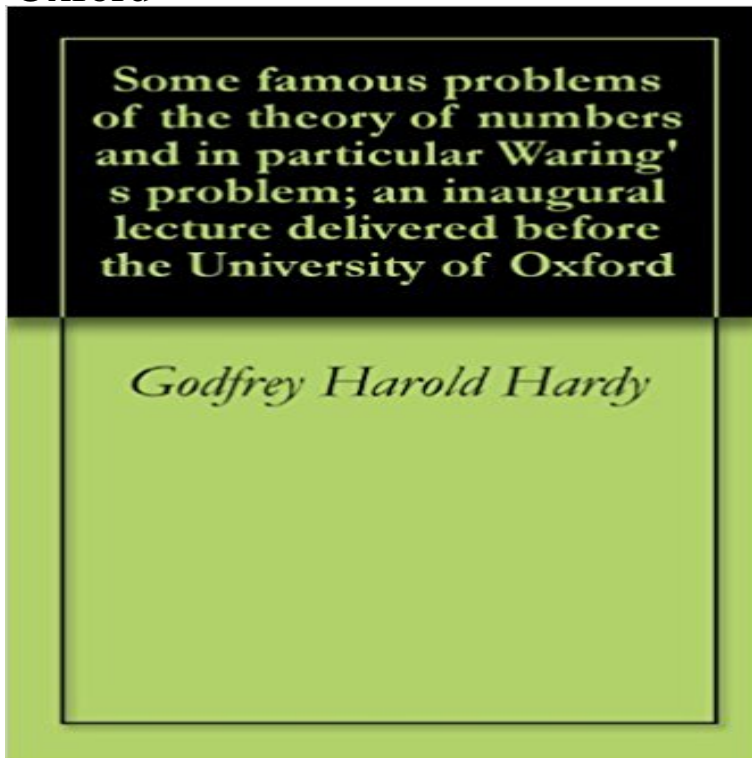 Some famous problems
of the theory of numbers
and in particular Waring'
s problem; an inaugural
lecture delivered before
the University of Oxford
Godfrey Harold Hardy